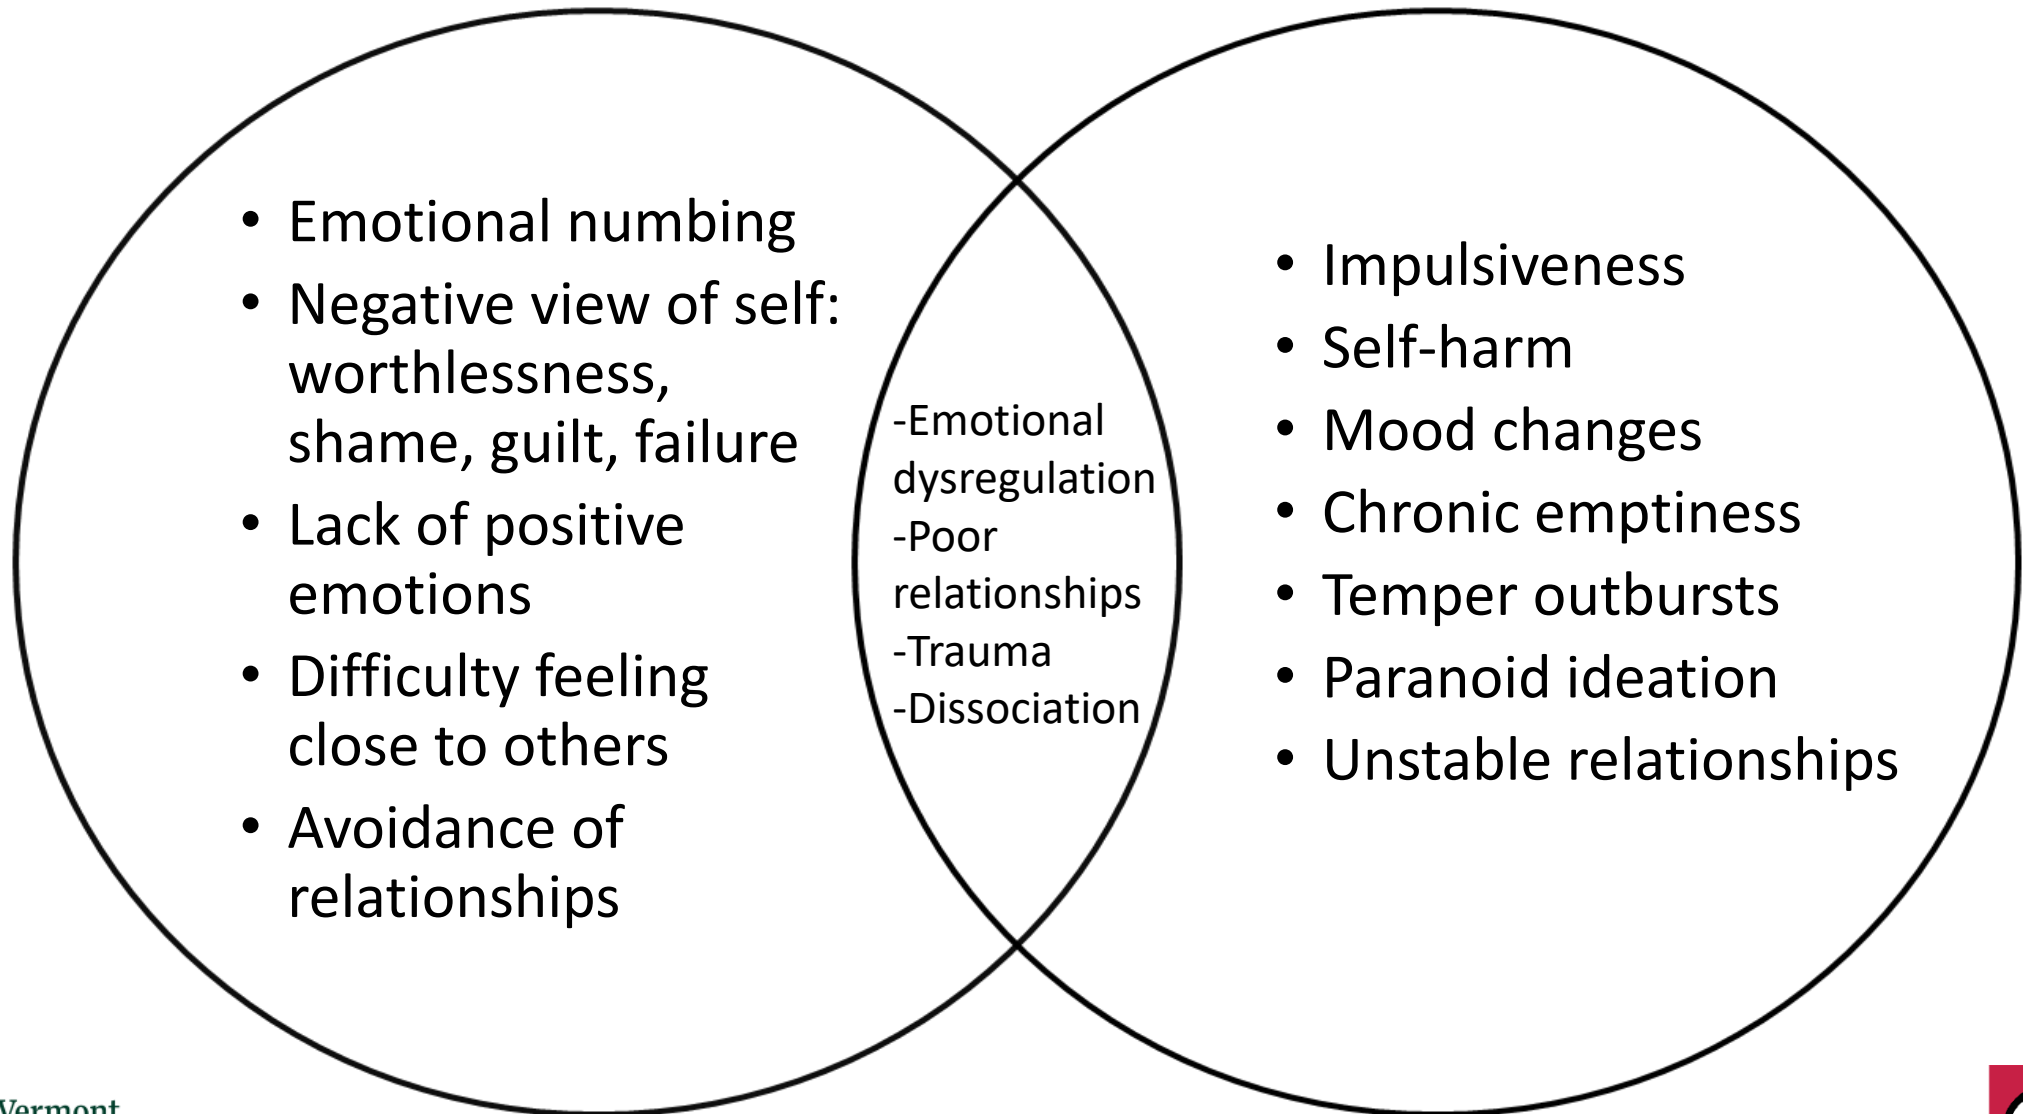 • Emotional numbing
• Negative view of self:
worthlessness,
shame, guilt, failure
• Lack of positive
emotions
• Difficulty feeling
close to others
• Avoidance of
relationships
-Emotional
dysregulation
-Poor
relationships
-Trauma
-Dissociation
• Impulsiveness
• Self-harm
• Mood changes
• Chronic emptiness
• Temper outbursts
• Paranoid ideation
• Unstable relationships
Vermont